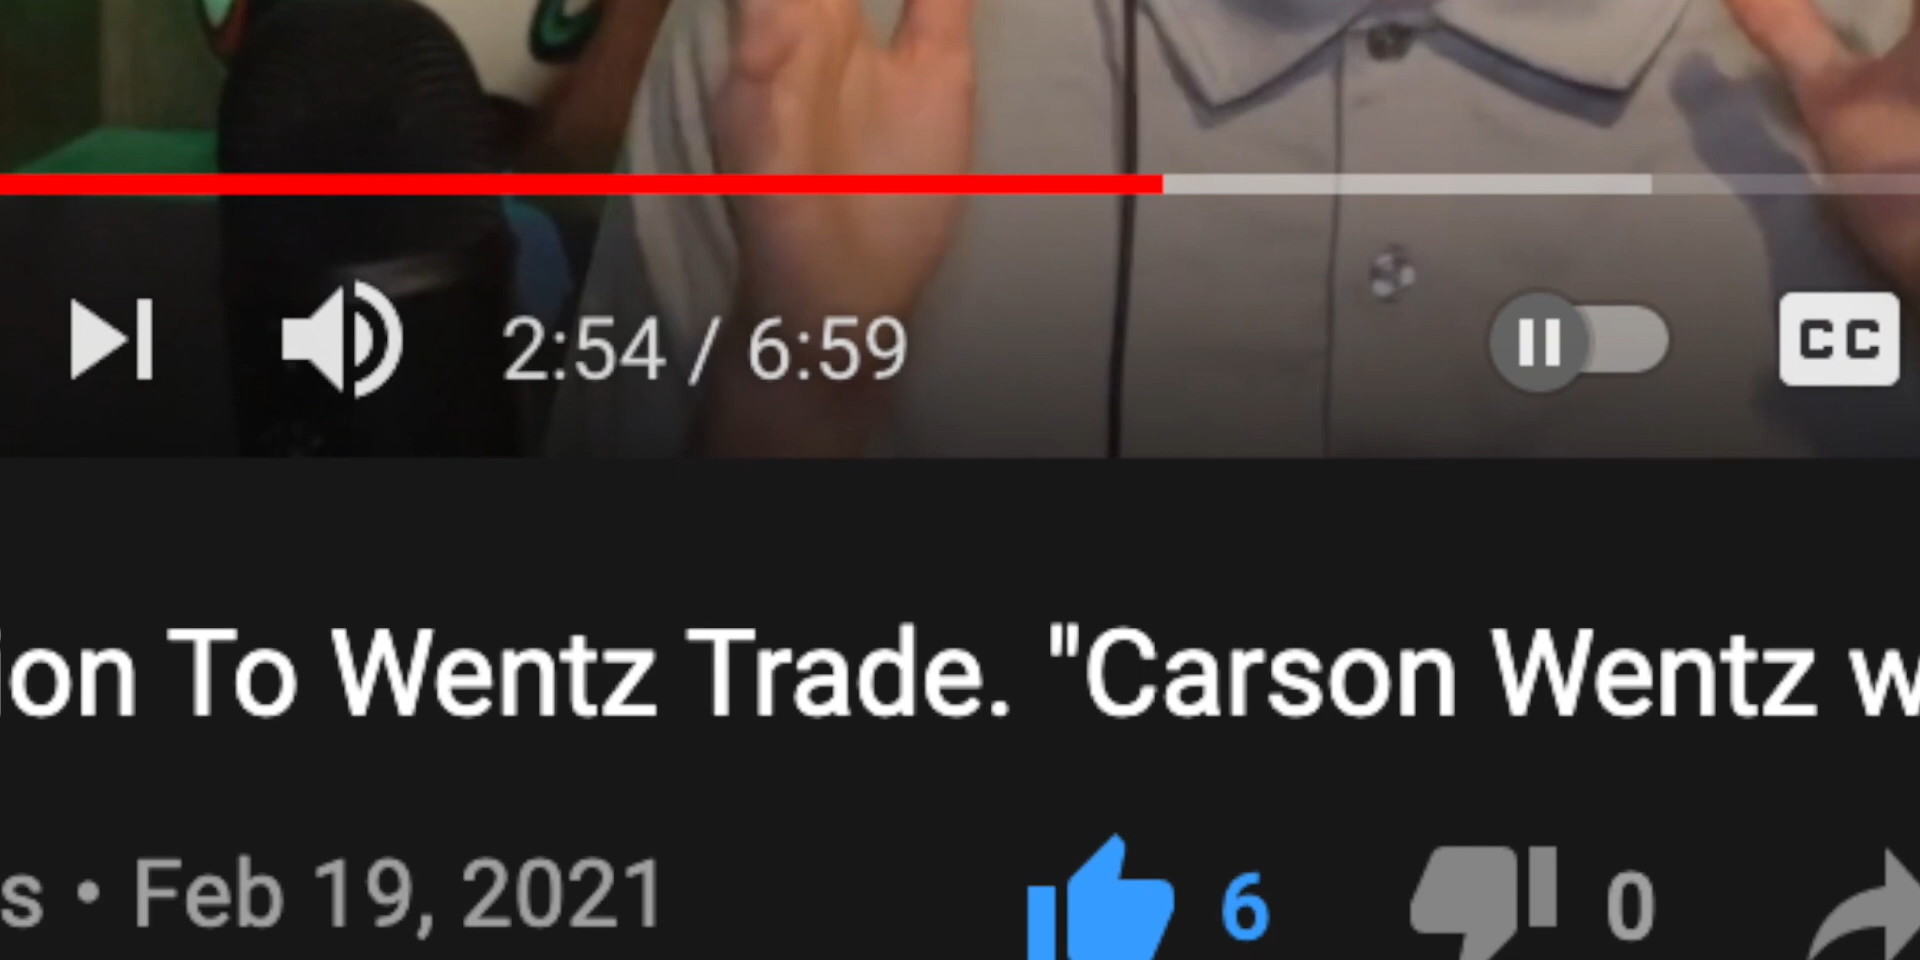 2:54 / 6:59 CC
ion To Wentz Trade. "Carson Wentz w
s • Feb 19, 2021 6 0